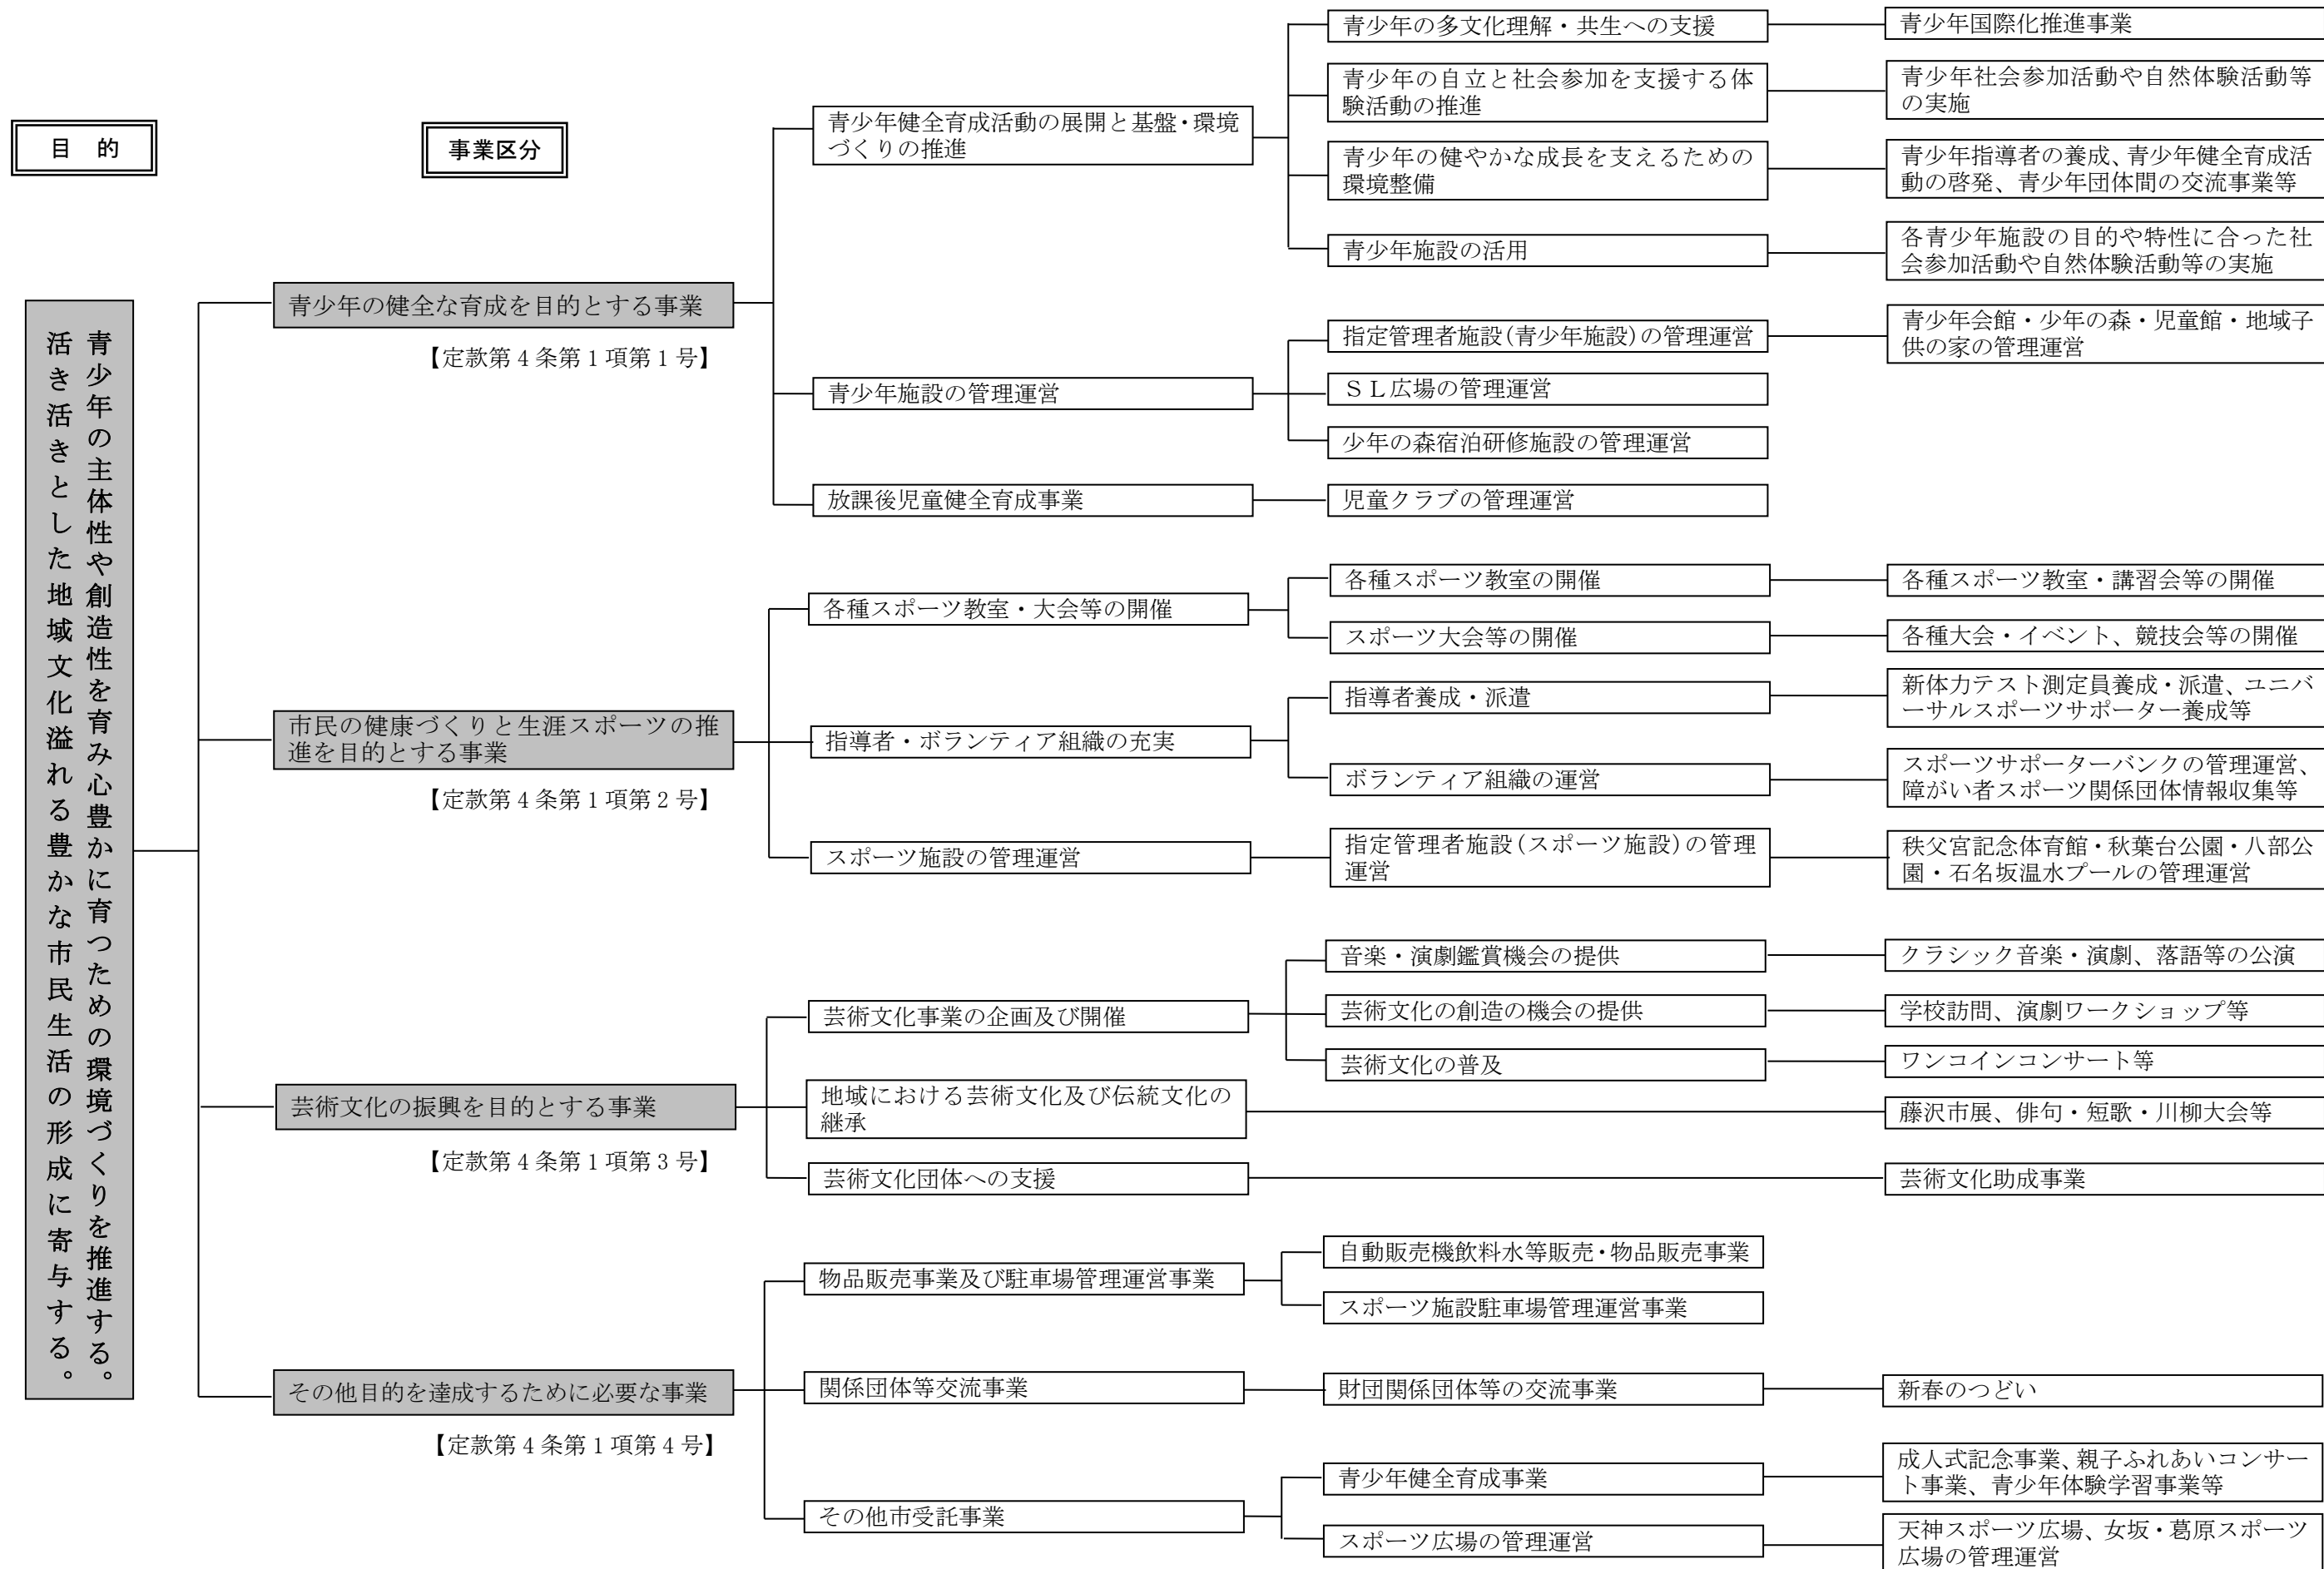 目　的
事業区分
青少年の主体性や創造性を育み心豊かに育つための環境づくりを推進する。
活き活きとした地域文化溢れる豊かな市民生活の形成に寄与する。
青少年の健全な育成を目的とする事業
【定款第４条第１項第１号】
青少年健全育成活動の展開と基盤・環境
づくりの推進
青少年の多文化理解・共生への支援
青少年国際化推進事業
青少年の自立と社会参加を支援する体
験活動の推進
青少年社会参加活動や自然体験活動等
の実施
青少年の健やかな成長を支えるための
環境整備
青少年指導者の養成、青少年健全育成活
動の啓発、青少年団体間の交流事業等
青少年施設の活用
各青少年施設の目的や特性に合った社
会参加活動や自然体験活動等の実施
青少年施設の管理運営
指定管理者施設(青少年施設)の管理運営
青少年会館・少年の森・児童館・地域子
供の家の管理運営
ＳＬ広場の管理運営
少年の森宿泊研修施設の管理運営
放課後児童健全育成事業
児童クラブの管理運営
市民の健康づくりと生涯スポーツの推
進を目的とする事業
【定款第４条第１項第２号】
各種スポーツ教室・大会等の開催
各種スポーツ教室の開催
各種スポーツ教室・講習会等の開催
スポーツ大会等の開催
各種大会・イベント、競技会等の開催
指導者・ボランティア組織の充実
指導者養成・派遣
新体力テスト測定員養成・派遣、ユニバ
ーサルスポーツサポーター養成等
ボランティア組織の運営
スポーツサポーターバンクの管理運営、
障がい者スポーツ関係団体情報収集等
スポーツ施設の管理運営
指定管理者施設(スポーツ施設)の管理
運営
秩父宮記念体育館・秋葉台公園・八部公
園・石名坂温水プールの管理運営
芸術文化の振興を目的とする事業
【定款第４条第１項第３号】
芸術文化事業の企画及び開催
音楽・演劇鑑賞機会の提供
クラシック音楽・演劇、落語等の公演
芸術文化の創造の機会の提供
学校訪問、演劇ワークショップ等
芸術文化の普及
ワンコインコンサート等
地域における芸術文化及び伝統文化の
継承
藤沢市展、俳句・短歌・川柳大会等
芸術文化団体への支援
芸術文化助成事業
その他目的を達成するために必要な事業
【定款第４条第１項第４号】
物品販売事業及び駐車場管理運営事業
自動販売機飲料水等販売・物品販売事業
スポーツ施設駐車場管理運営事業
関係団体等交流事業
財団関係団体等の交流事業
新春のつどい
その他市受託事業
青少年健全育成事業
成人式記念事業、親子ふれあいコンサー
ト事業、青少年体験学習事業等
スポーツ広場の管理運営
天神スポーツ広場、女坂・葛原スポーツ
広場の管理運営